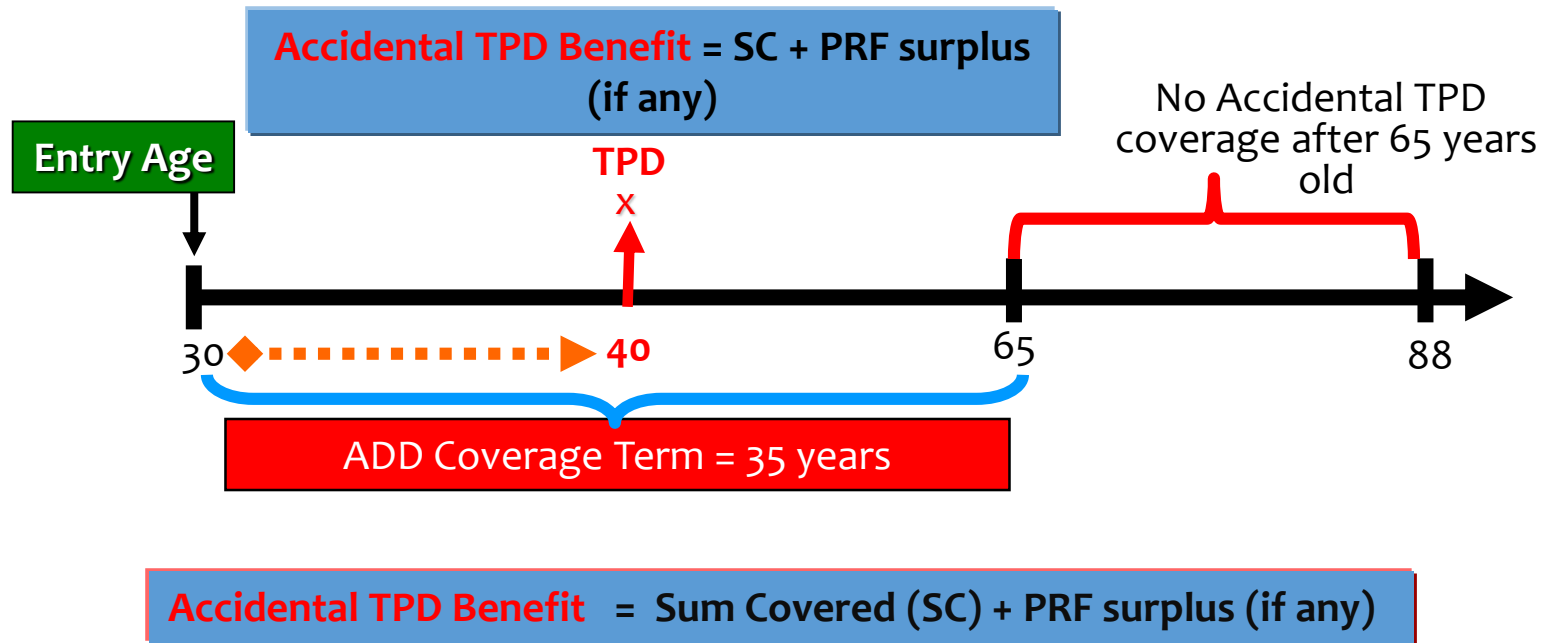 Accidental TPD Benefit = SC + PRF surplus
(if any)
No Accidental TPD
coverage after 65 years
old
Entry Age
TPD
x
30
40
65
88
ADD Coverage Term = 35 years
Accidental TPD Benefit = Sum Covered (SC) + PRF surplus (if any)